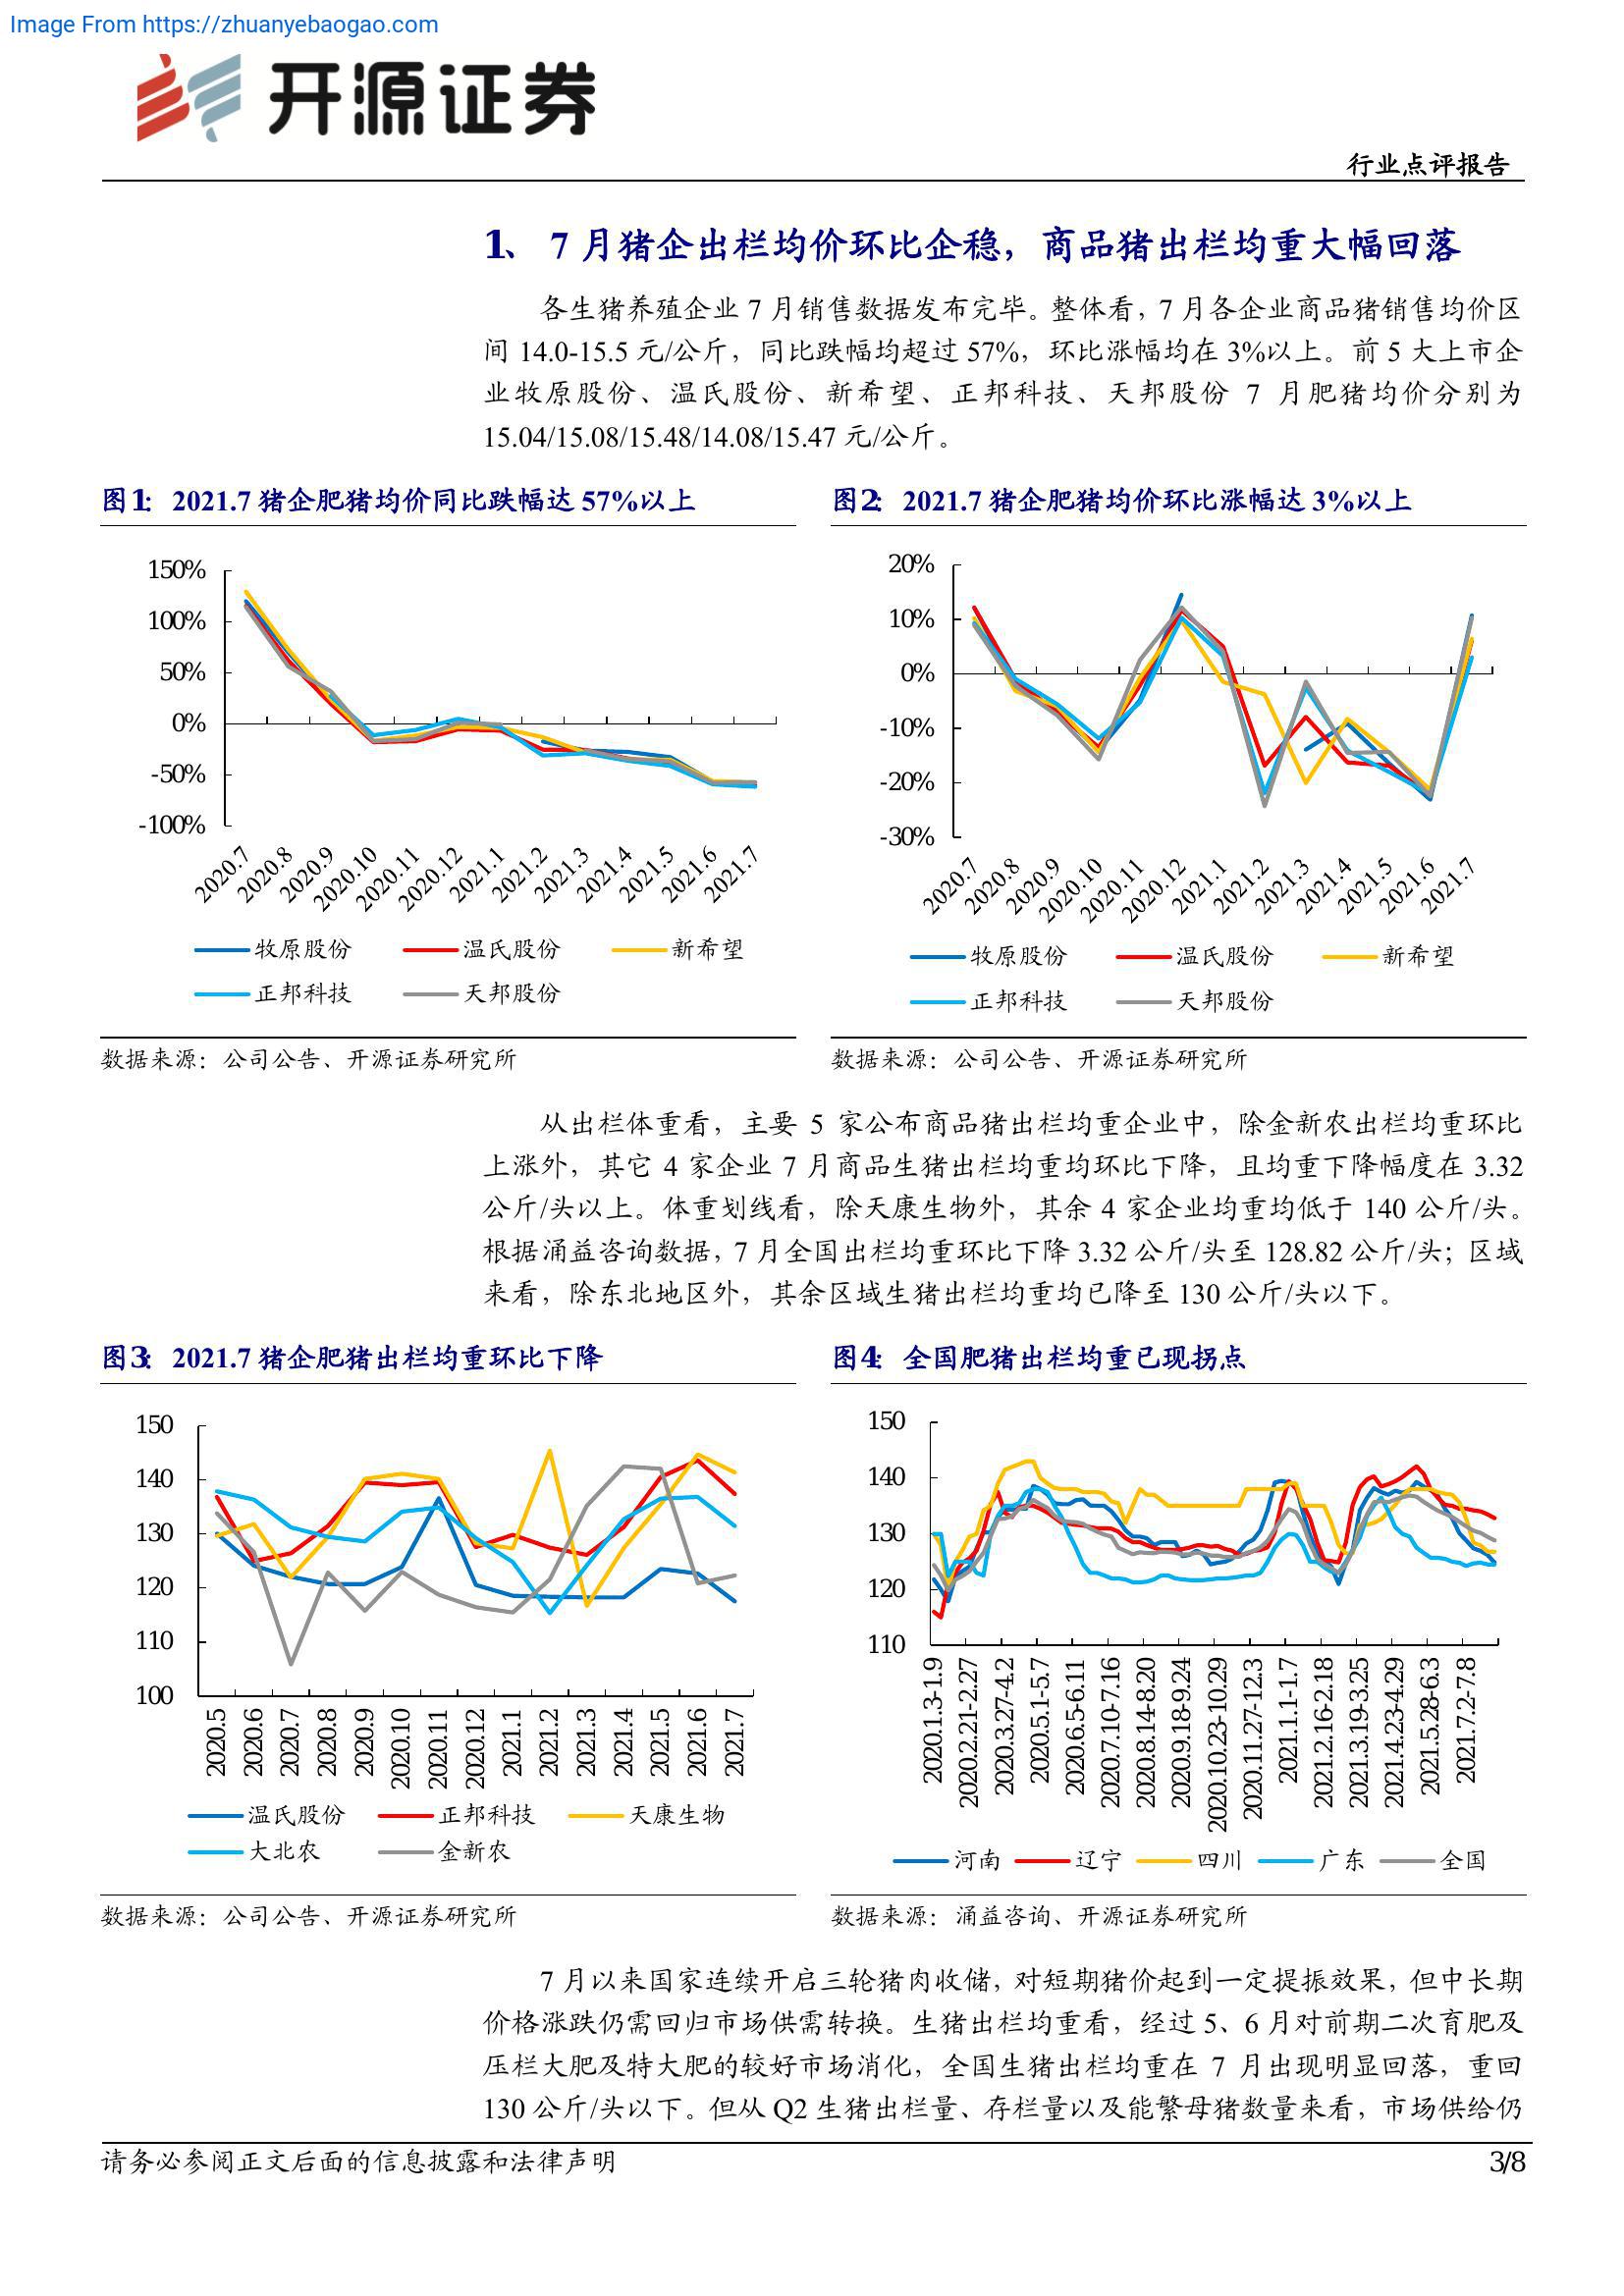 Image From https://zhuanyebaogao.com
开源证券
行业点评报告
1、 7 月猪企出栏均价环比企稳，商品猪出栏均重大幅回落
各生猪养殖企业 7 月销售数据发布完毕。整体看，7 月各企业商品猪销售均价区
间 14.0-15.5 元/公斤，同比跌幅均超过 57%，环比涨幅均在 3%以上。前 5 大上市企
业牧原股份、温氏股份、新希望、正邦科技、天邦股份 7 月肥猪均价分别为
15.04/15.08/15.48/14.08/15.47 元/公斤。
图1： 2021.7 猪企肥猪均价同比跌幅达 57%以上
150%
100%
50%
0%
-50%
-100%
2020.7
2020.8
2020.9
2020.10
2020.11
2020.12
2021.1
2021.2
2021.3
2021.4
2021.5
2021.6
2021.7
牧原股份 温氏股份 新希望
正邦科技 天邦股份
数据来源：公司公告、开源证券研究所
图2： 2021.7 猪企肥猪均价环比涨幅达 3%以上
20%
10%
0%
-10%
-20%
-30%
2020.7
2020.8
2020.9
2020.10
2020.11
2020.12
2021.1
2021.2
2021.3
2021.4
2021.5
2021.6
2021.7
牧原股份 温氏股份 新希望
正邦科技 天邦股份
数据来源：公司公告、开源证券研究所
从出栏体重看，主要 5 家公布商品猪出栏均重企业中，除金新农出栏均重环比
上涨外，其它 4 家企业 7 月商品生猪出栏均重均环比下降，且均重下降幅度在 3.32
公斤/头以上。体重划线看，除天康生物外，其余 4 家企业均重均低于 140 公斤/头。
根据涌益咨询数据，7 月全国出栏均重环比下降 3.32 公斤/头至 128.82 公斤/头；区域
来看，除东北地区外，其余区域生猪出栏均重均已降至 130 公斤/头以下。
图3： 2021.7 猪企肥猪出栏均重环比下降
150
140
130
120
110
100
2020.5
2020.6
2020.7
2020.8
2020.9
2020.10
2020.11
2020.12
2021.1
2021.2
2021.3
2021.4
2021.5
2021.6
2021.7
温氏股份 正邦科技 天康生物
大北农 金新农
数据来源：公司公告、开源证券研究所
图4： 全国肥猪出栏均重已现拐点
150
140
130
120
110
2020.1.3-1.9
2020.2.21-2.27
2020.3.27-4.2
2020.5.1-5.7
2020.6.5-6.11
2020.7.10-7.16
2020.8.14-8.20
2020.9.18-9.24
2020.10.23-10.29
2020.11.27-12.3
2021.1.1-1.7
2021.2.16-2.18
2021.3.19-3.25
2021.4.23-4.29
2021.5.28-6.3
2021.7.2-7.8
河南 辽宁 四川 广东 全国
数据来源：涌益咨询、开源证券研究所
7 月以来国家连续开启三轮猪肉收储，对短期猪价起到一定提振效果，但中长期
价格涨跌仍需回归市场供需转换。生猪出栏均重看，经过 5、6 月对前期二次育肥及
压栏大肥及特大肥的较好市场消化，全国生猪出栏均重在 7 月出现明显回落，重回
130 公斤/头以下。但从 Q2 生猪出栏量、存栏量以及能繁母猪数量来看，市场供给仍
请务必参阅正文后面的信息披露和法律声明
3/8